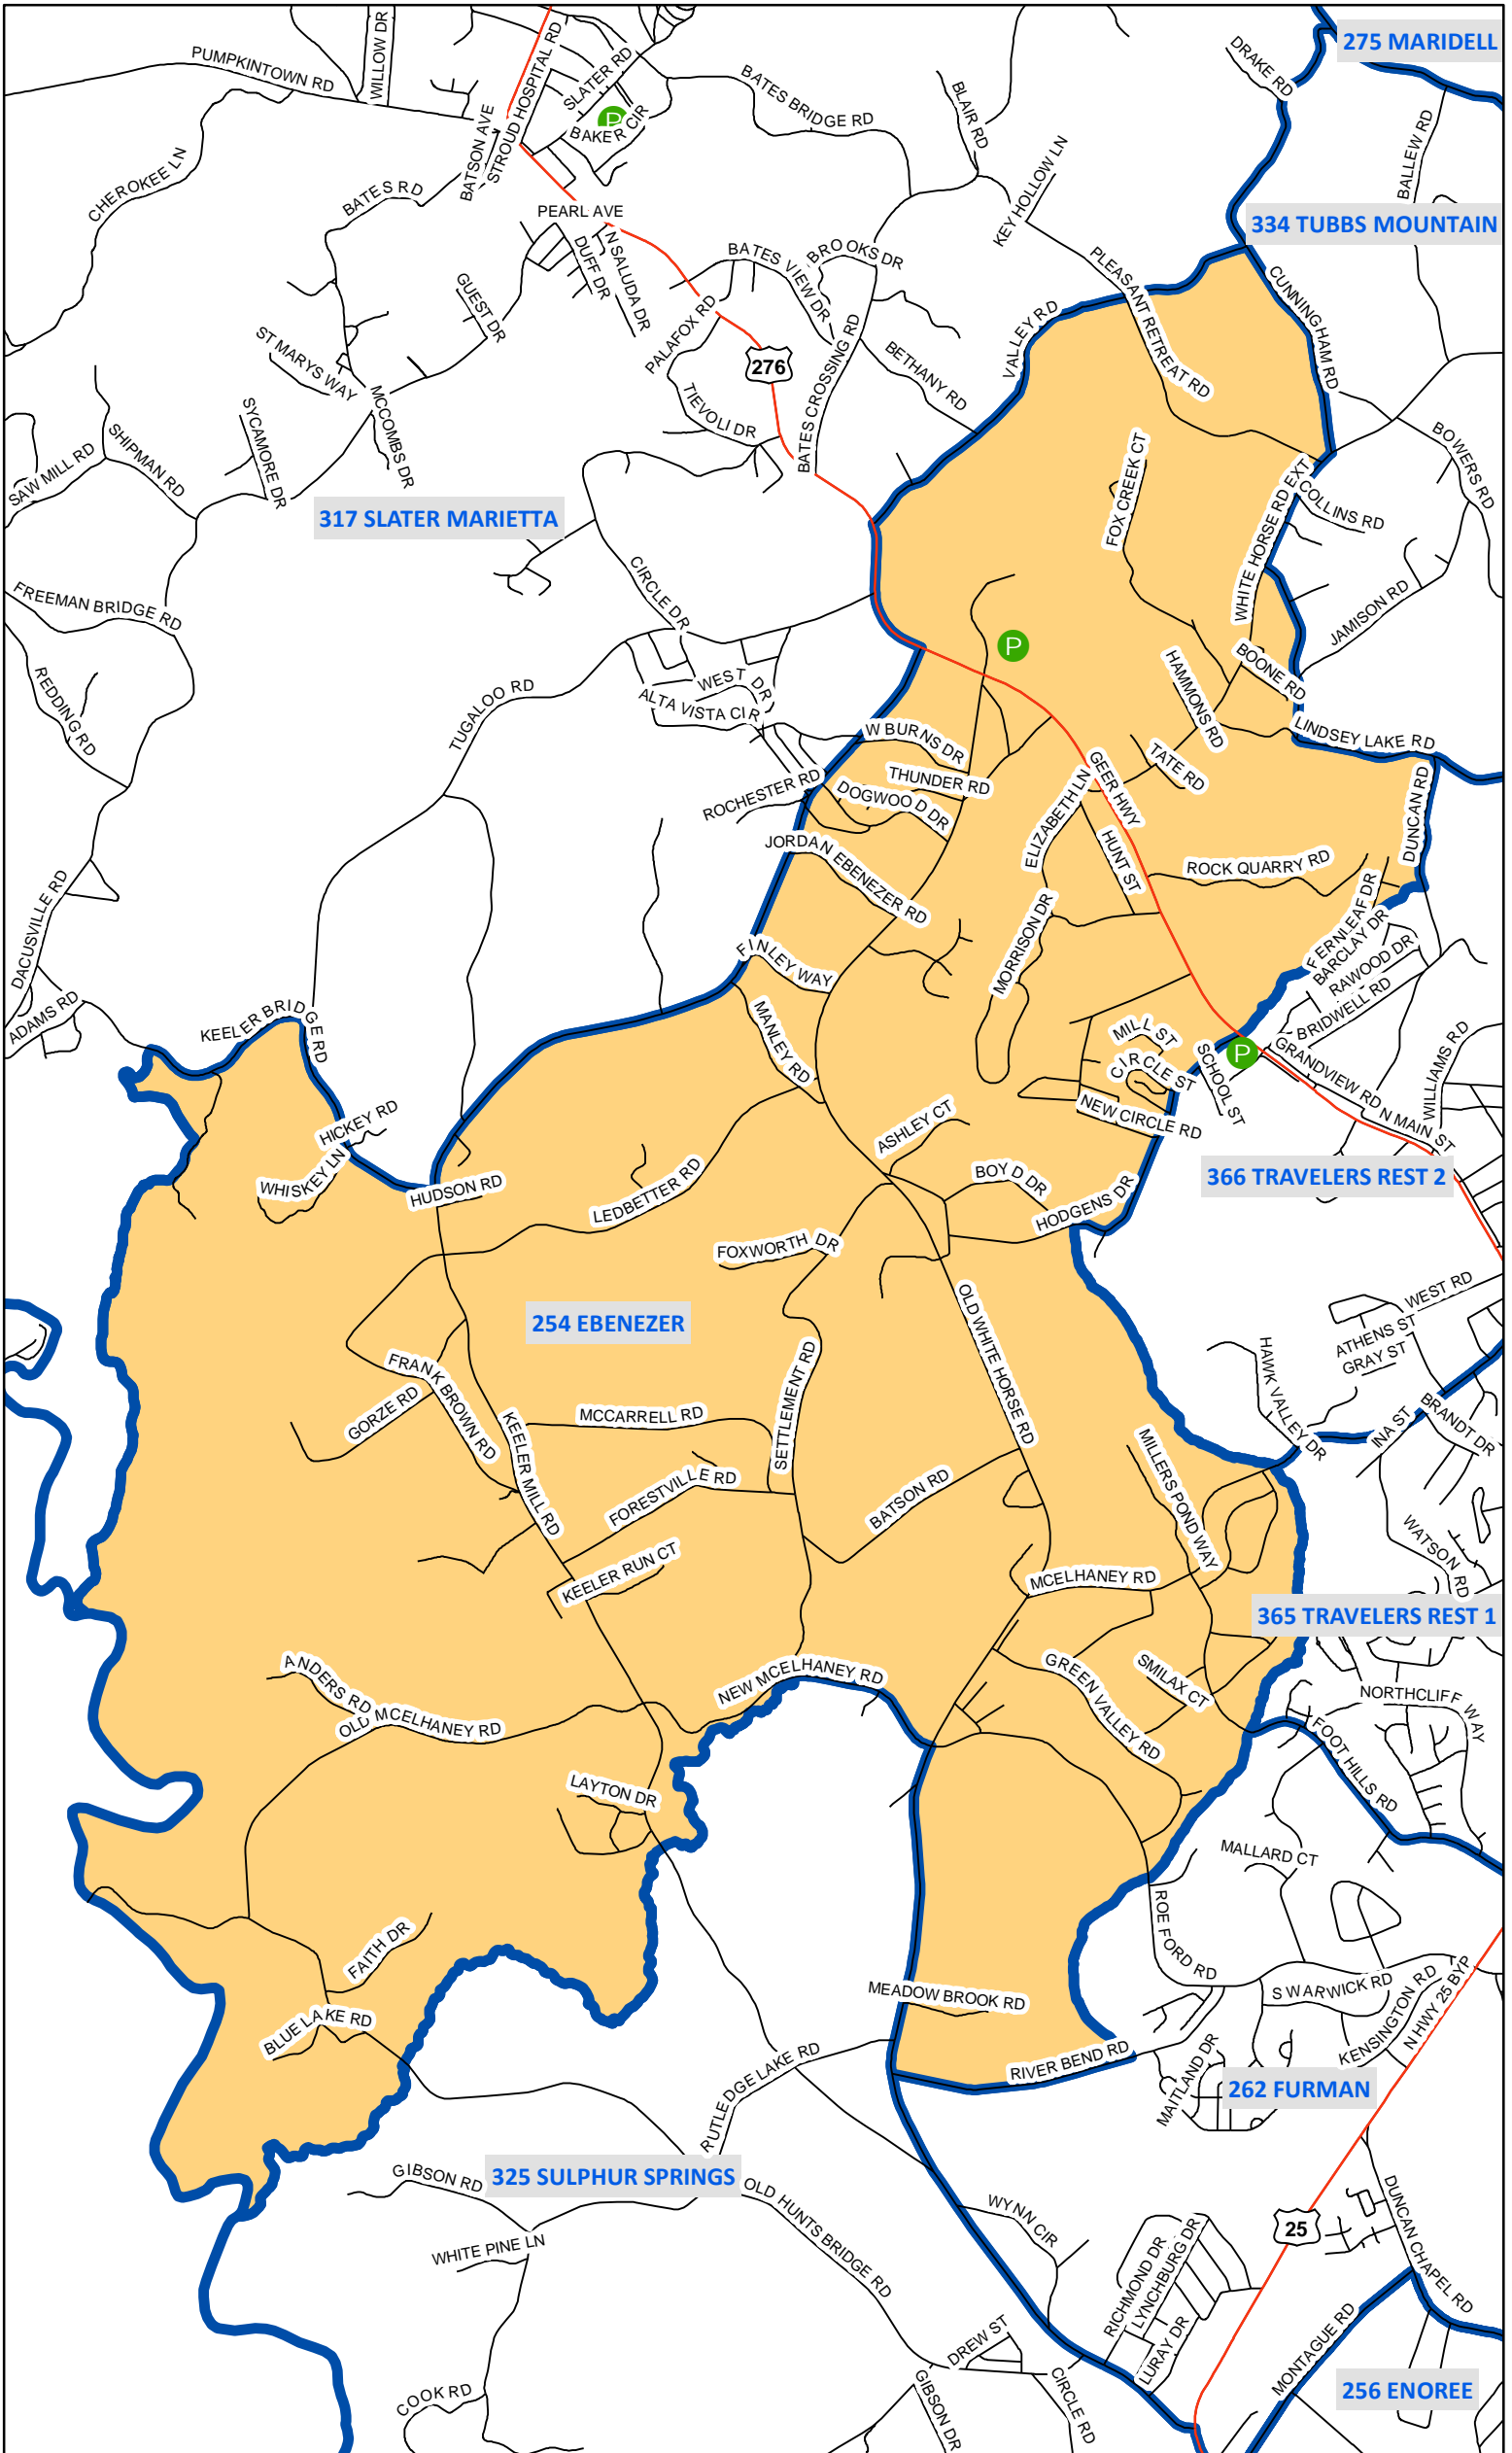 275 MARIDELL
WILLOW DR
PUMPKINTOWN RD
STROUD HOSPITAL RD
SLATER RD
DRAKE RD
BATES BRIDGE RD
BLAIR RD
P
BAKER CIR
BATSON AVE
BALLEW RD
CHEROKEE LN
BATES RD
KEY HOLLOW LN
PEARL AVE
334 TUBBS MOUNTAIN
N SALUDA DR
DUFF DR
BATES VIEW DR
BROOKS DR
PLEASANT RETREAT RD
CUNNINGHAM RD
GUEST DR
PALAFOX RD
VALLEY RD
ST MARYS WAY
276
BATES CROSSING RD
BETHANY RD
MCCOMBS DR
TIEVOLI DR
SYCAMORE DR
SHIPMAN RD
SAW MILL RD
FOX CREEK CT
BOWERS RD
WHITE HORSE RD EXT
COLLINS RD
317 SLATER MARIETTA
CIRCLE DR
FREEMAN BRIDGE RD
JAMISON RD
P
REDDING RD
HAMMONS RD
BOONE RD
WEST DR
ALTA VISTA CIR
TUGALOO RD
W BURNS DR
LINDSEY LAKE RD
THUNDER RD
GEER HWY
TATE RD
ROCHESTER RD
DOGWOOD DR
ELIZABETH LN
DUNCAN RD
JORDAN EBENEZER RD
HUNT ST
ROCK QUARRY RD
DACUSVILLE RD
FERNLEAF DR
BARCLAY DR
RAWOOD DR
FINLEY WAY
MORRISON DR
BRIDWELL RD
ADAMS RD
KEELER BRIDGE RD
MANLEY RD
MILL ST
CIRCLE ST
P
SCHOOL ST
GRANDVIEW RD
WILLIAMS RD
N MAIN ST
HICKEY RD
ASHLEY CT
NEW CIRCLE RD
WHISKEY LN
HUDSON RD
LEDBETTER RD
BOYD DR
366 TRAVELERS REST 2
HODGENS DR
FOXWORTH DR
OLD WHITE HORSE RD
WEST RD
254 EBENEZER
ATHENS ST
GRAY ST
HAWK VALLEY DR
FRANK BROWN RD
SETTLEMENT RD
GORZE RD
MCCARRELL RD
INA ST
BRANDT DR
KEELER MILL RD
MILLERS POND WAY
FORESTVILLE RD
BATSON RD
WATSON RD
KEELER RUN CT
MCELHANEY RD
365 TRAVELERS REST 1
ANDERS RD
NEW MCELHANEY RD
GREEN VALLEY RD
SMILAX CT
NORTHCLIFF WAY
OLD MCELHANEY RD
FOOT HILLS RD
LAYTON DR
MALLARD CT
ROE FORD RD
FAITH DR
MEADOW BROOK RD
S WARWICK RD
KENSINGTON RD
N HWY 25 BYP
BLUE LAKE RD
RUTLEDGE LAKE RD
RIVER BEND RD
MAITLAND DR
262 FURMAN
GIBSON RD
325 SULPHUR SPRINGS
OLD HUNTS BRIDGE RD
WYNN CIR
DUNCAN CHAPEL RD
25
WHITE PINE LN
RICHMOND DR
LYNCHBURG DR
LURAY DR
MONTAGUE RD
DREW ST
256 ENOREE
COOK RD
GIBSON DR
CIRCLE RD